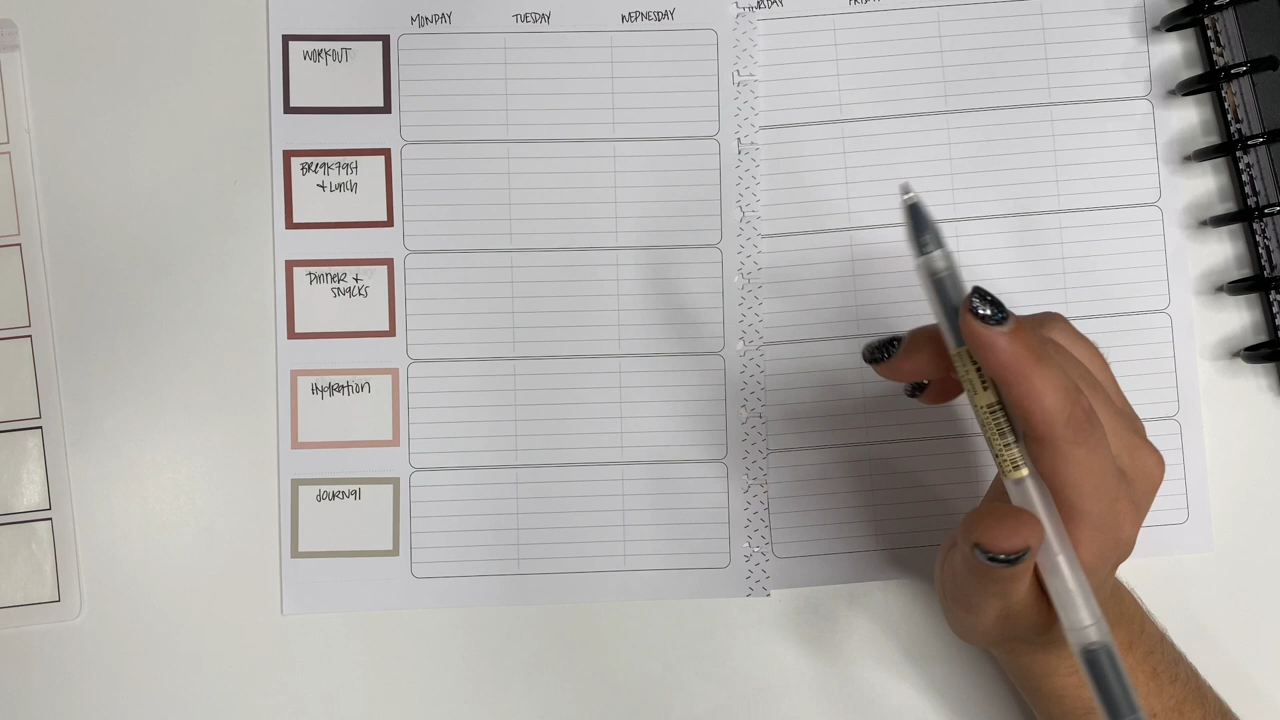 MONDAY TUESDAY WEDNESDAY
WORKOUT
BREAKFAST
+ LUNCH
DINNER +
SNACKS
HYDRATION
JOURNAL